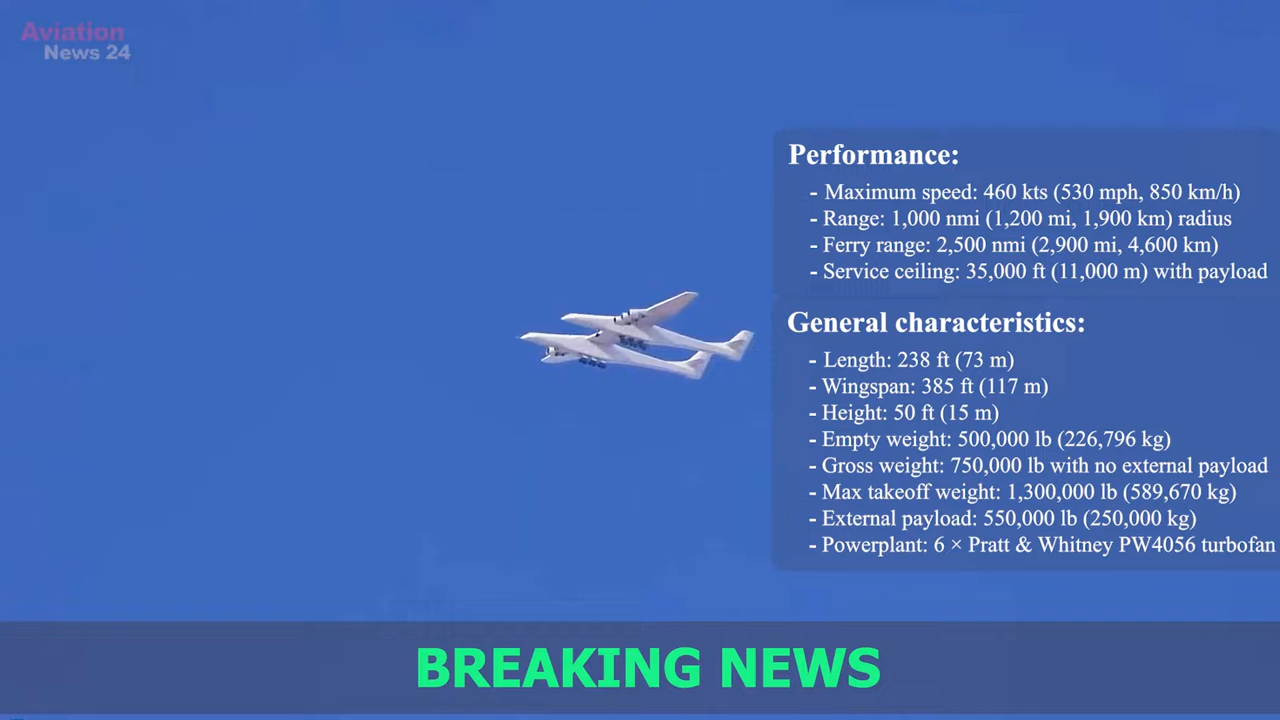 Aviation
News 24
Performance:
- Maximum speed: 460 kts (530 mph, 850 km/h)
- Range: 1,000 nmi (1,200 mi, 1,900 km) radius
- Ferry range: 2,500 nmi (2,900 mi, 4,600 km)
- Service ceiling: 35,000 ft (11,000 m) with payload
General characteristics:
- Length: 238 ft (73 m)
- Wingspan: 385 ft (117 m)
- Height: 50 ft (15 m)
- Empty weight: 500,000 lb (226,796 kg)
- Gross weight: 750,000 lb with no external payload
- Max takeoff weight: 1,300,000 lb (589,670 kg)
- External payload: 550,000 lb (250,000 kg)
- Powerplant: 6 × Pratt & Whitney PW4056 turbofan
BREAKING NEWS